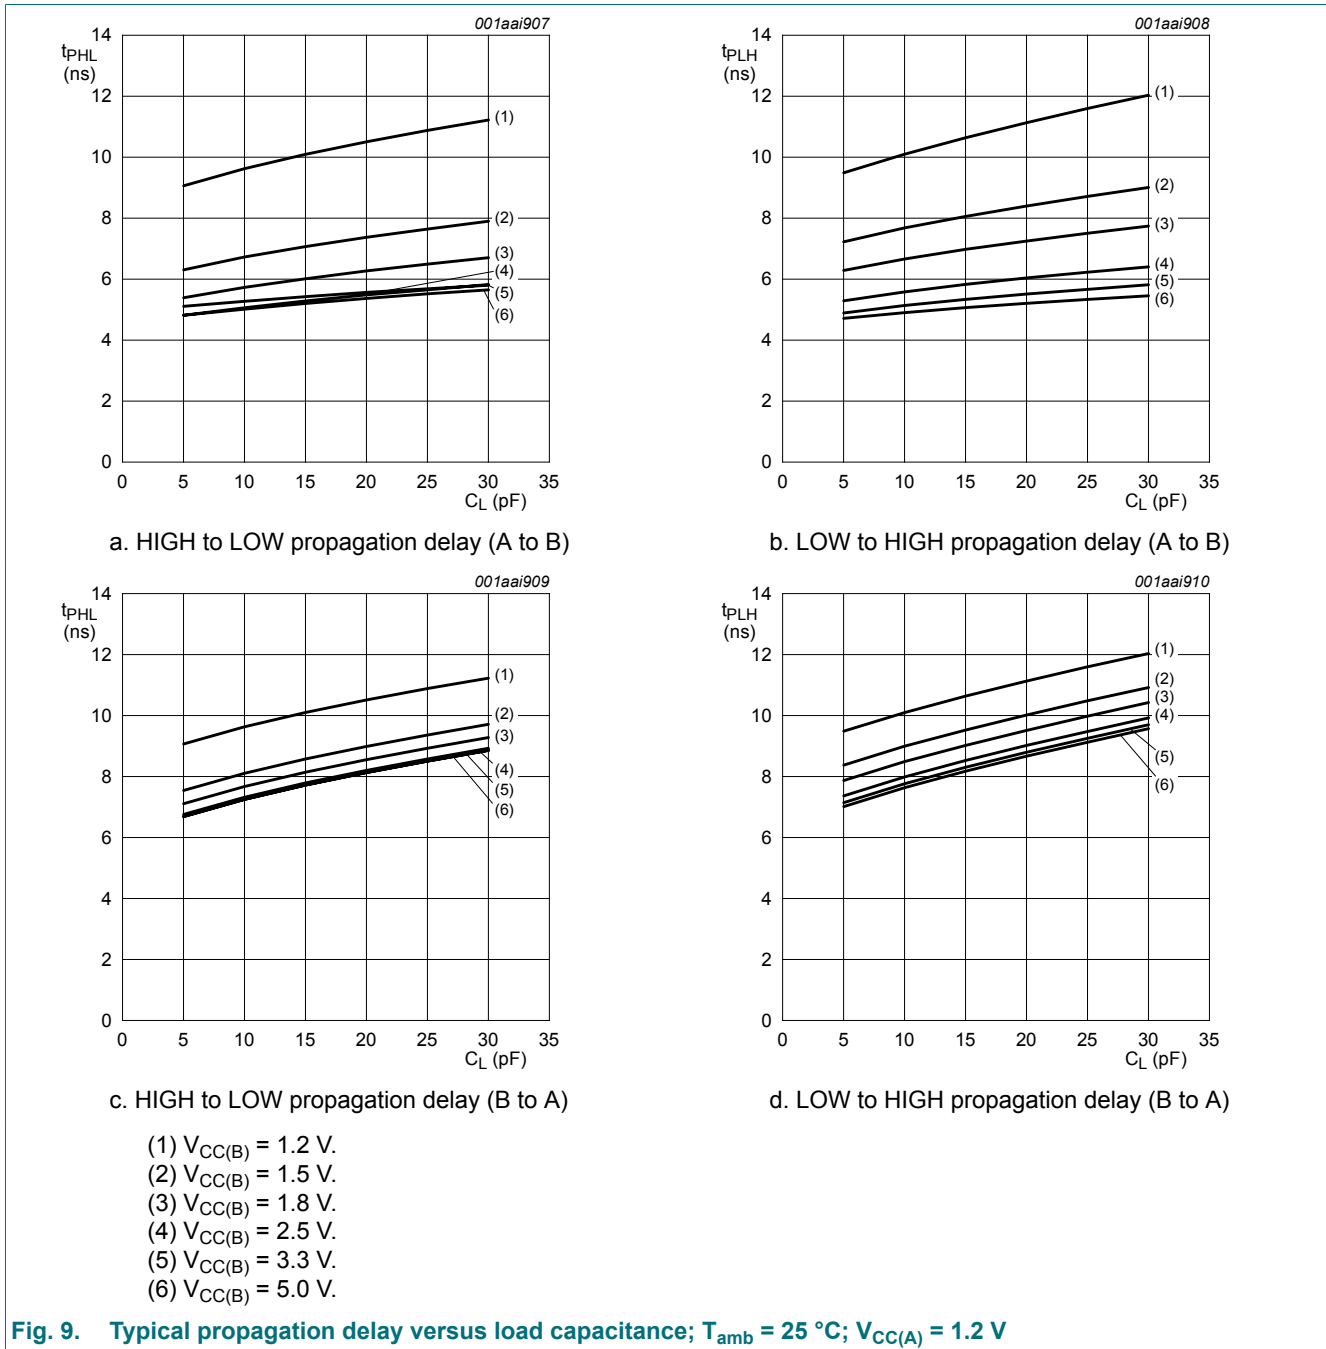 001aai907
14
tPHL
(ns)
12
10
8
6
4
2
0
0 5 10 15 20 25 30 35
CL (pF)
(1)
(2)
(3)
(4)
(5)
(6)
a. HIGH to LOW propagation delay (A to B)
001aai908
14
tPLH
(ns)
12
10
8
6
4
2
0
0 5 10 15 20 25 30 35
CL (pF)
(1)
(2)
(3)
(4)
(5)
(6)
b. LOW to HIGH propagation delay (A to B)
001aai909
14
tPHL
(ns)
12
10
8
6
4
2
0
0 5 10 15 20 25 30 35
CL (pF)
(1)
(2)
(3)
(4)
(5)
(6)
c. HIGH to LOW propagation delay (B to A)
001aai910
14
tPLH
(ns)
12
10
8
6
4
2
0
0 5 10 15 20 25 30 35
CL (pF)
(1)
(2)
(3)
(4)
(5)
(6)
d. LOW to HIGH propagation delay (B to A)
(1) VCC(B) = 1.2 V.
(2) VCC(B) = 1.5 V.
(3) VCC(B) = 1.8 V.
(4) VCC(B) = 2.5 V.
(5) VCC(B) = 3.3 V.
(6) VCC(B) = 5.0 V.
Fig. 9. Typical propagation delay versus load capacitance; Tamb = 25 °C; VCC(A) = 1.2 V